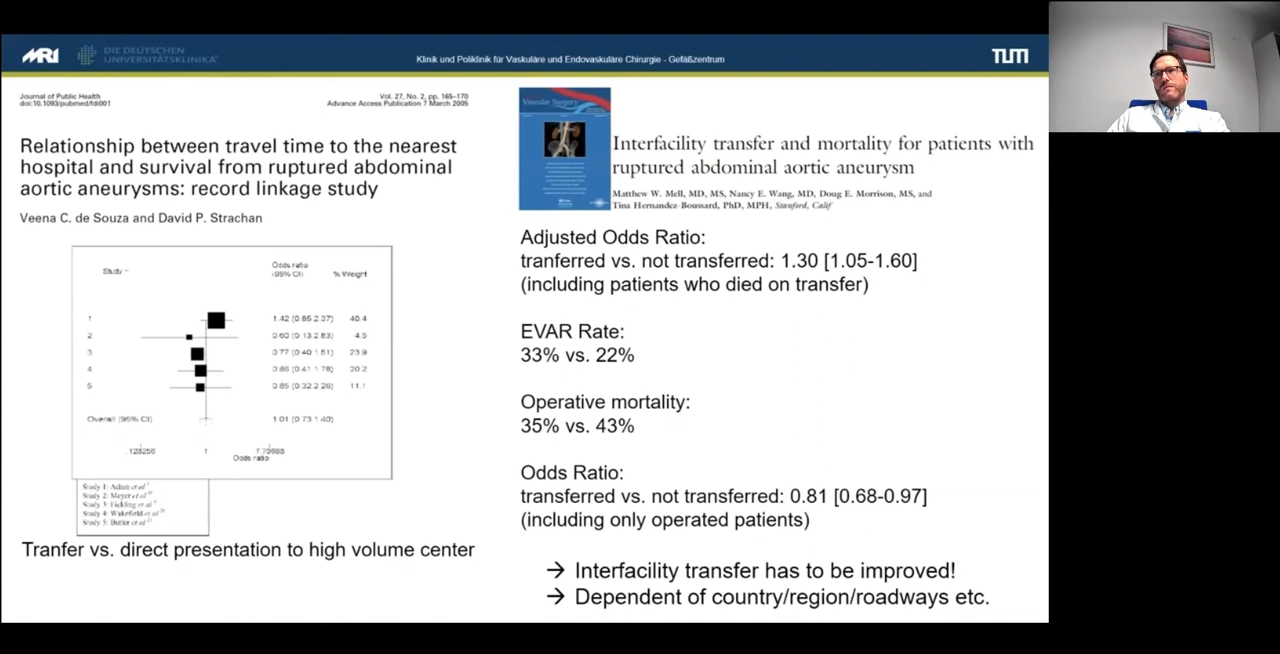 MRI
DIE DEUTSCHEN
UNIVERSITÄTSKLINIKA
Klinik und Poliklinik für Vaskuläre und Endovaskuläre Chirurgie - Gefäßzentrum
TUM
Journal of Public Health
doi:10.1093/pubmed/fdi001
Vol. 27, No. 2, pp. 165–170
Advance Access Publication 7 March 2005
Relationship between travel time to the nearest
hospital and survival from ruptured abdominal
aortic aneurysms: record linkage study
Veena C. de Souza and David P. Strachan
Study
Odds ratio
(95% CI)
% Weight
1
1.42 (0.85 2.37)
40.4
2
0.60 (0.13 2.83)
4.5
3
0.77 (0.40 1.51)
23.9
4
0.86 (0.41 1.78)
20.2
5
0.85 (0.32 2.26)
11.1
Overall (95% CI)
1.01 (0.73 1.40)
.128256
1
Odds ratio
Study 1: Adam et al
Study 2: Meyer et al
Study 3: Fielding et al
Study 4: Wakefield et al
Study 5: Butler et al
Tranfer vs. direct presentation to high volume center
Vascular Surgery
Interfacility transfer and mortality for patients with
ruptured abdominal aortic aneurysm
Matthew W. Mell, MD, MS, Nancy E. Wang, MD, Doug E. Morrison, MS, and
Tina Hernandez-Boussard, PhD, MPH, Stanford, Calif
Adjusted Odds Ratio:
tranferred vs. not transferred: 1.30 [1.05-1.60]
(including patients who died on transfer)
EVAR Rate:
33% vs. 22%
Operative mortality:
35% vs. 43%
Odds Ratio:
transferred vs. not transferred: 0.81 [0.68-0.97]
(including only operated patients)
→ Interfacility transfer has to be improved!
→ Dependent of country/region/roadways etc.